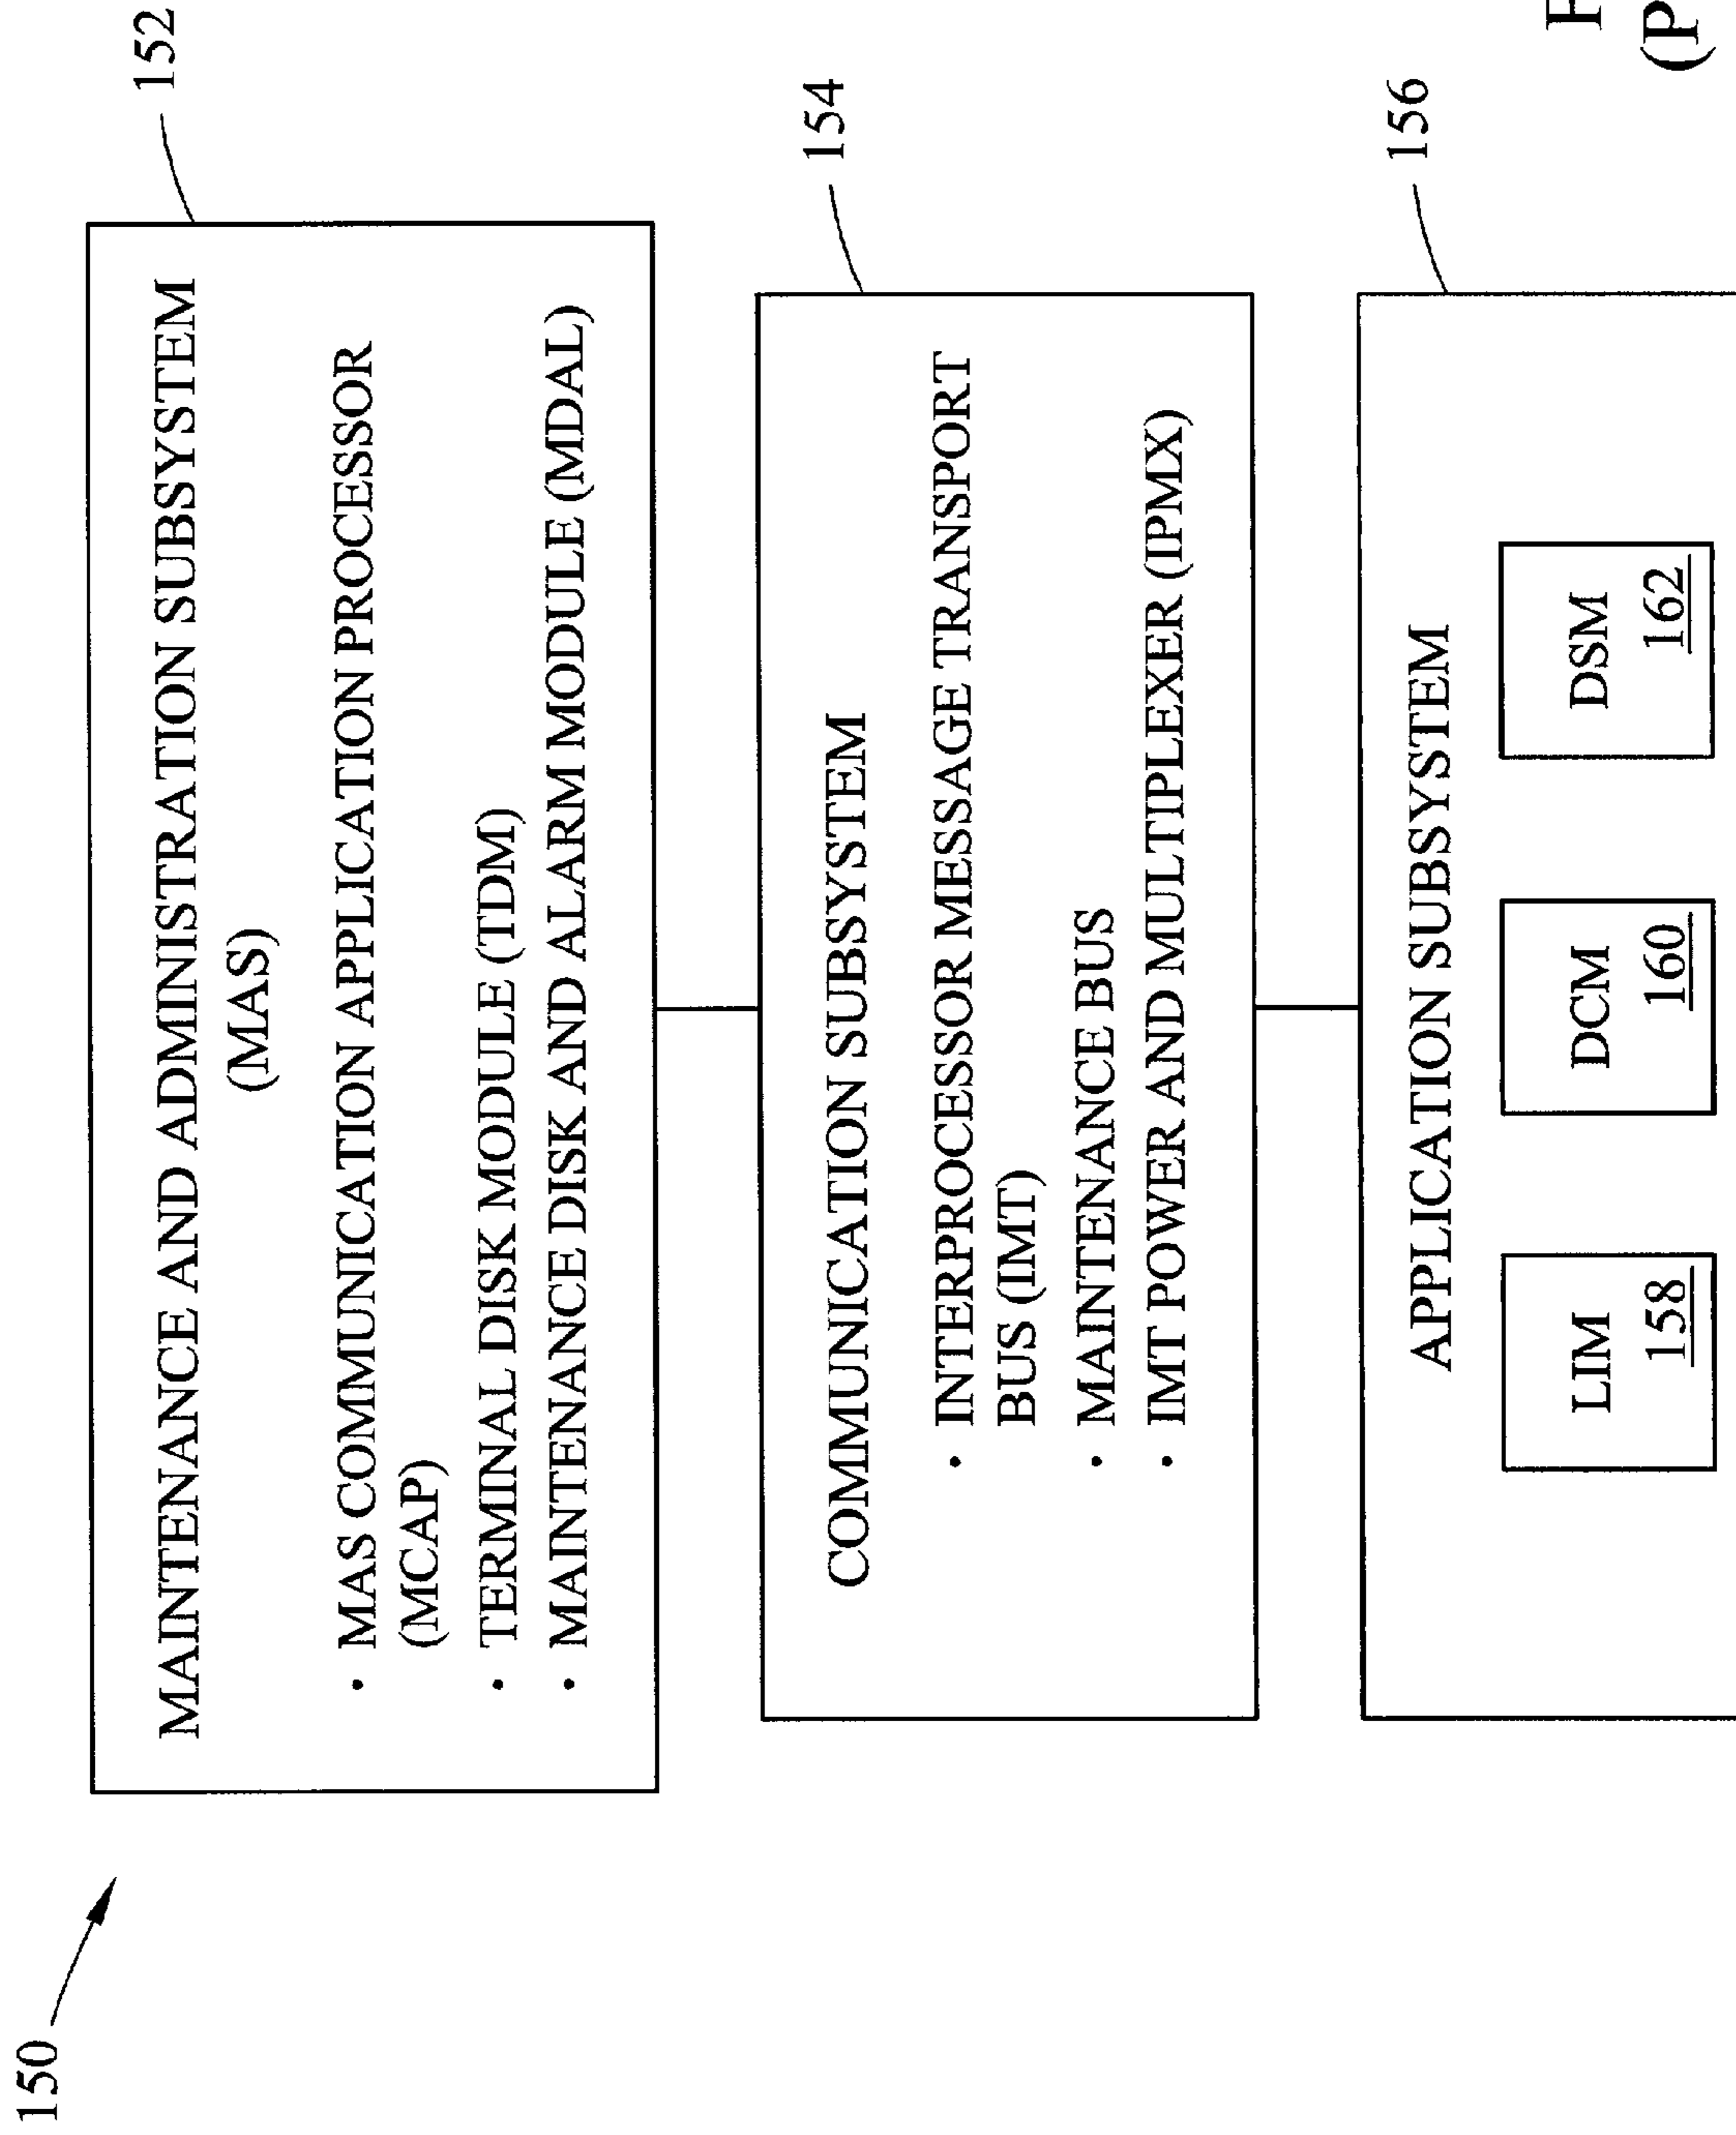 150
152
MAINTENANCE AND ADMINISTRATION SUBSYSTEM
(MAS)
· MAS COMMUNICATION APPLICATION PROCESSOR
(MCAP)
· TERMINAL DISK MODULE (TDM)
· MAINTENANCE DISK AND ALARM MODULE (MDAL)
154
COMMUNICATION SUBSYSTEM
· INTERPROCESSOR MESSAGE TRANSPORT
BUS (IMT)
· MAINTENANCE BUS
· IMT POWER AND MULTIPLEXER (IPMX)
156
APPLICATION SUBSYSTEM
LIM
158
DCM
160
DSM
162
F
(P